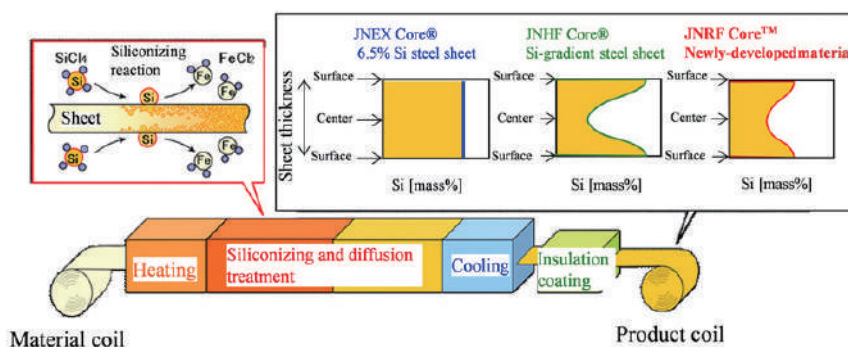 SiCl4
Siliconizing
reaction
FeCl2
Si
Fe
Fe
Si
Sheet
Si
Fe
Fe
Si
JNEX Core®
6.5% Si steel sheet
JNHF Core®
Si-gradient steel sheet
JNRF Core™
Newly-developedmaterial
Sheet thickness
Surface
Center
Surface
Si [mass%]
Surface
Center
Surface
Si [mass%]
Surface
Center
Surface
Si [mass%]
Heating
Siliconizing and diffusion
treatment
Cooling
Insulation
coating
Material coil
Product coil